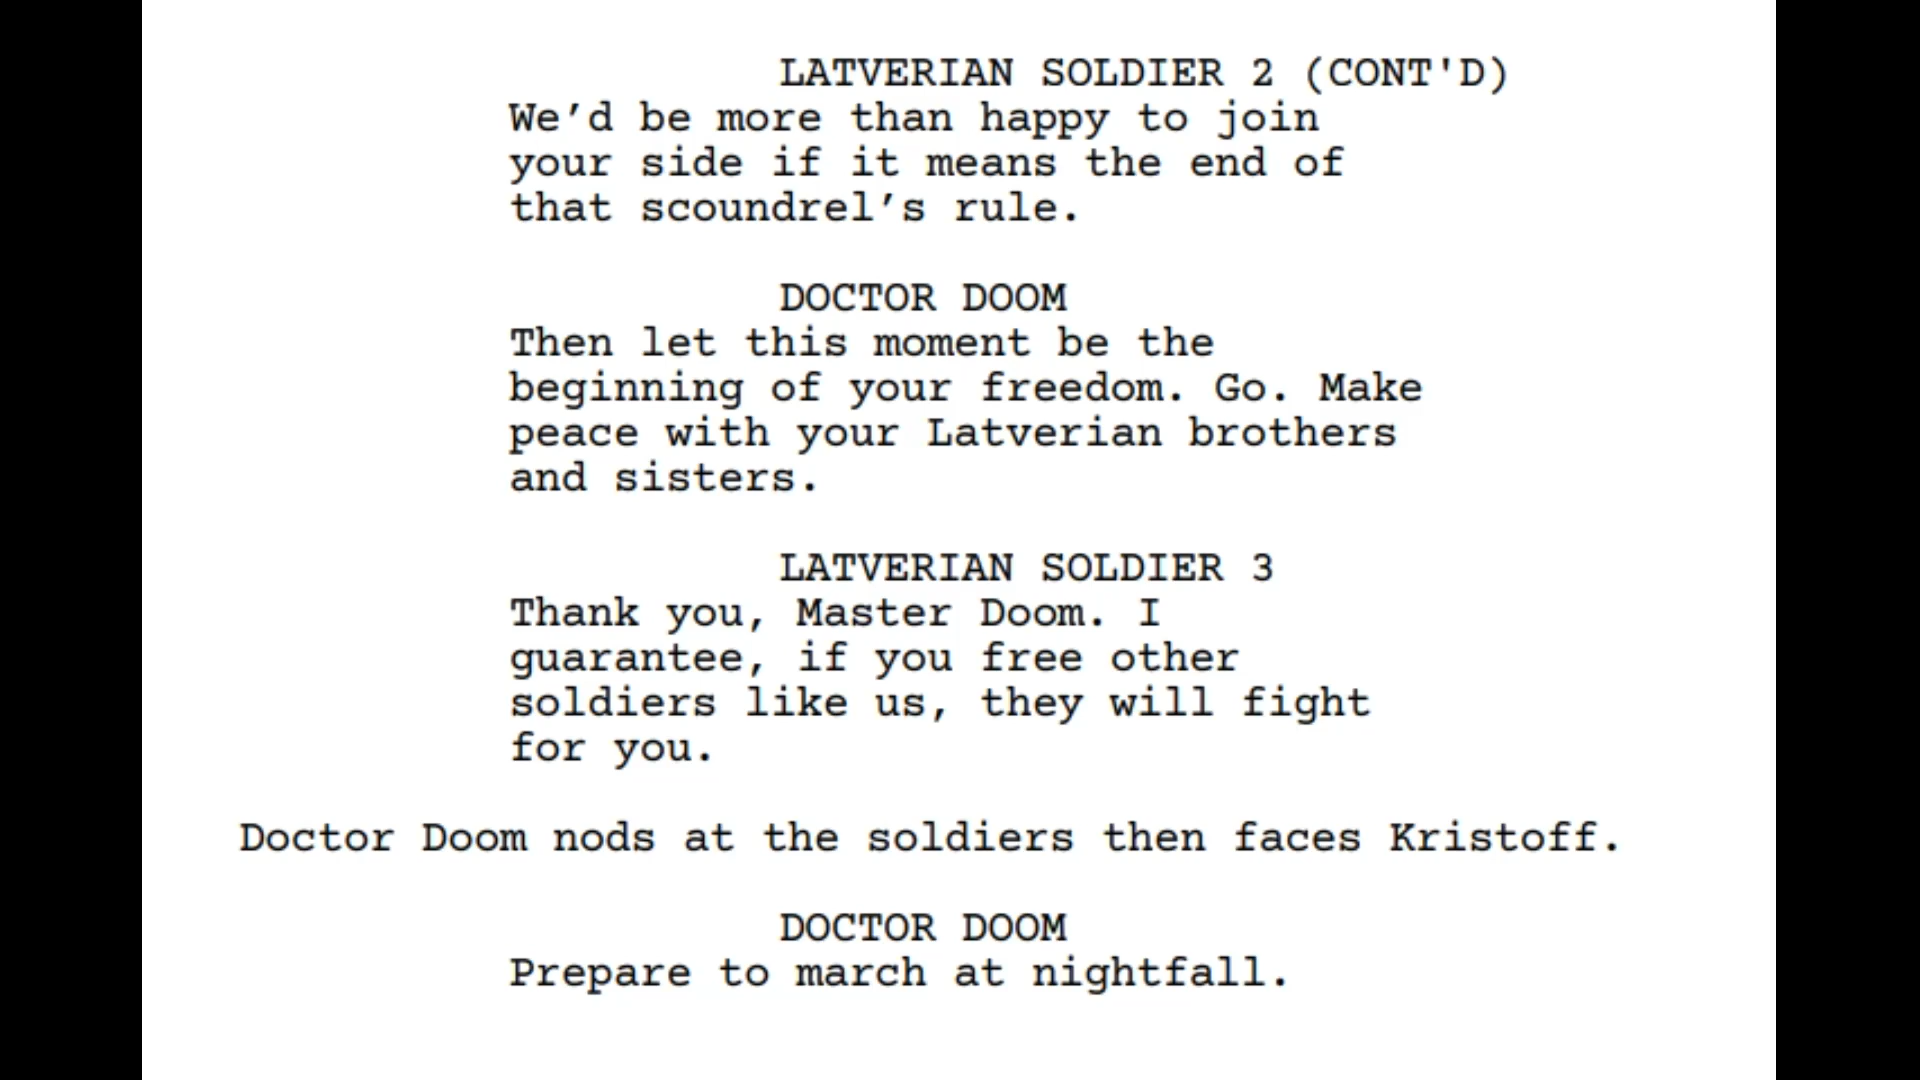 LATVERIAN SOLDIER 2 (CONT'D)
We’d be more than happy to join
your side if it means the end of
that scoundrel’s rule.
DOCTOR DOOM
Then let this moment be the
beginning of your freedom. Go. Make
peace with your Latverian brothers
and sisters.
LATVERIAN SOLDIER 3
Thank you, Master Doom. I
guarantee, if you free other
soldiers like us, they will fight
for you.
Doctor Doom nods at the soldiers then faces Kristoff.
DOCTOR DOOM
Prepare to march at nightfall.